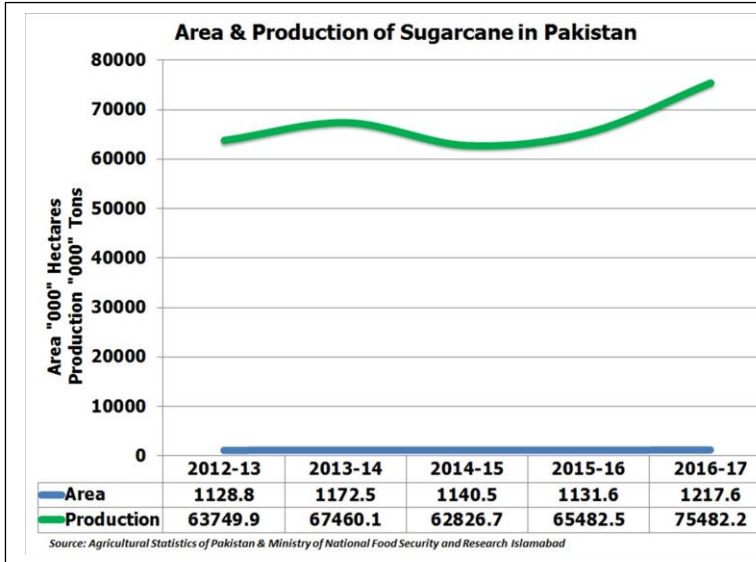 Area & Production of Sugarcane in Pakistan
80000
70000
60000
50000
40000
30000
20000
10000
0
Area "000" Hectares
Production "000" Tons
2012-13 2013-14 2014-15 2015-16 2016-17
Area 1128.8 1172.5 1140.5 1131.6 1217.6
Production 63749.9 67460.1 62826.7 65482.5 75482.2
Source: Agricultural Statistics of Pakistan & Ministry of National Food Security and Research Islamabad